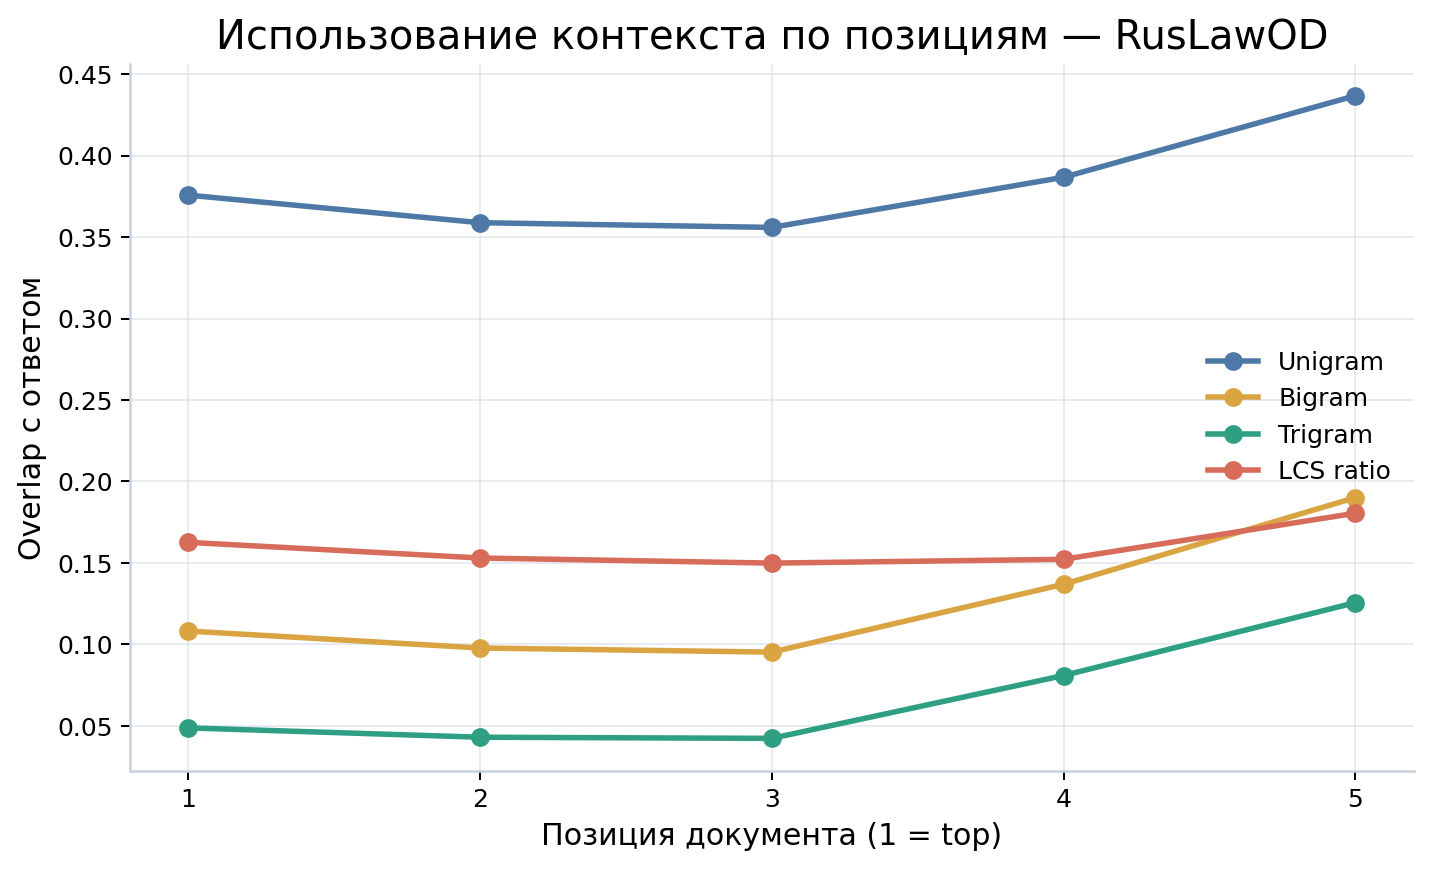 Использование контекста по позициям — RusLawOD
Overlap с ответом
0.45
0.40
0.35
0.30
0.25
0.20
0.15
0.10
0.05
Unigram
Bigram
Trigram
LCS ratio
1 2 3 4 5
Позиция документа (1 = top)